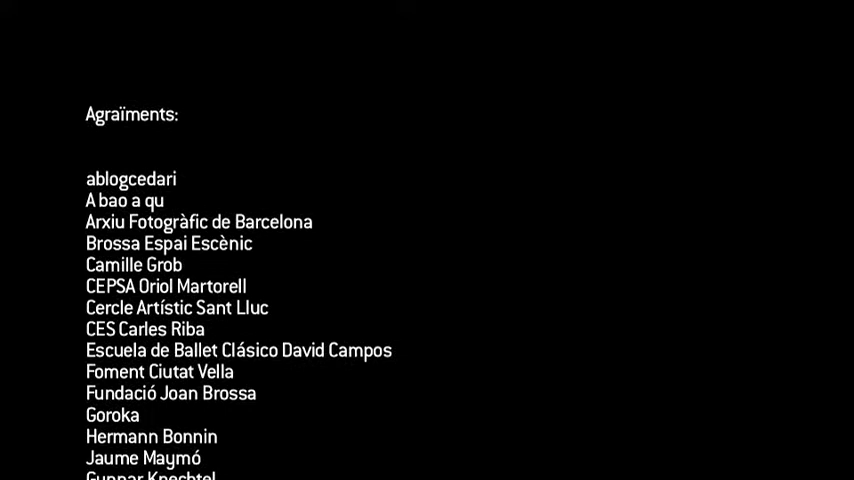 Agraïments:
ablogcedari
A bao a qu
Arxiu Fotogràfic de Barcelona
Brossa Espai Escènic
Camille Grob
CEPSA Oriol Martorell
Cercle Artístic Sant Lluc
CES Carles Riba
Escuela de Ballet Clásico David Campos
Foment Ciutat Vella
Fundació Joan Brossa
Goroka
Hermann Bonnin
Jaume Maymó
Gunnar Knechtel